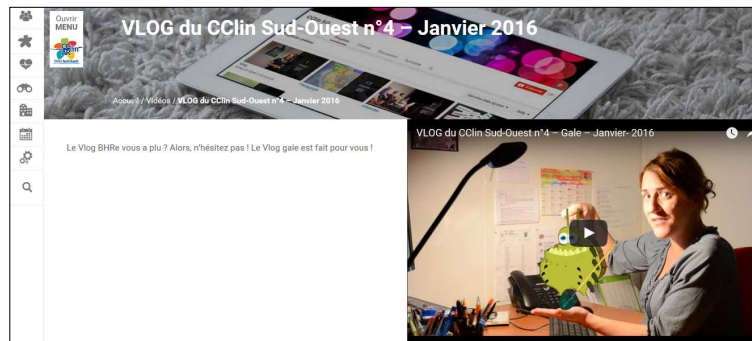 Ouvrir
MENU
VLOG du CClin Sud-Ouest n°4 – Janvier 2016
Accueil / Vidéos / VLOG du CClin Sud-Ouest n°4 – Janvier 2016
Le Vlog BHRe vous a plu ? Alors, n'hésitez pas ! Le Vlog gale est fait pour vous !
VLOG du CClin Sud-Ouest n°4 – Gale – Janvier- 2016